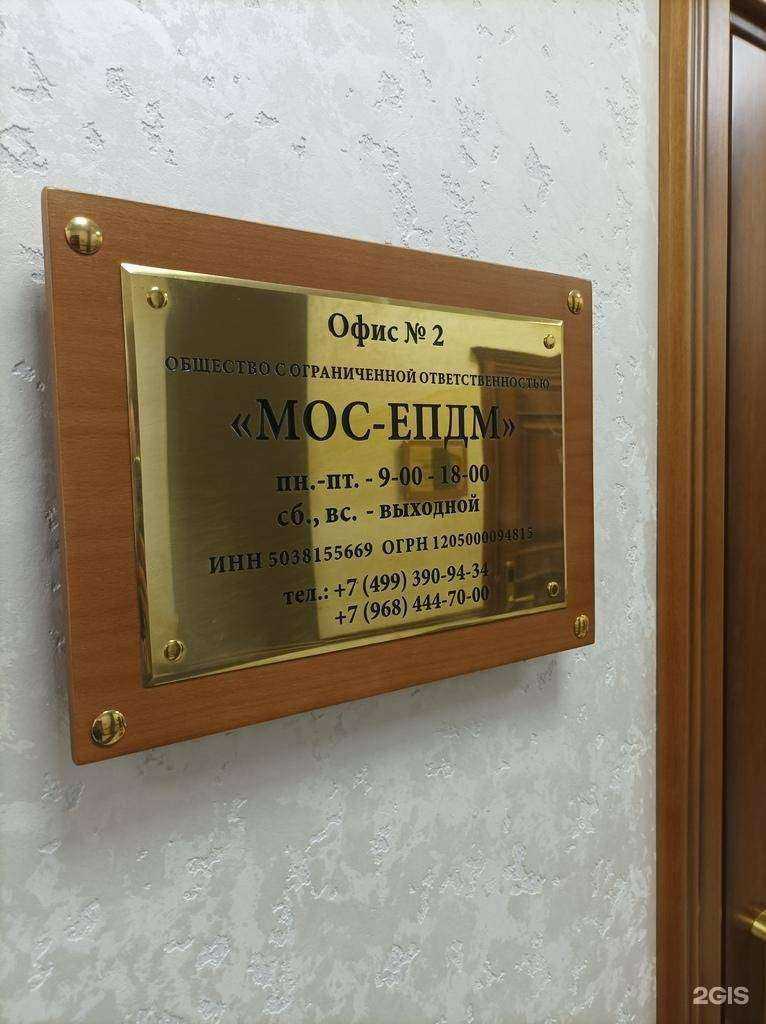 Офис № 2
ОБЩЕСТВО С ОГРАНИЧЕННОЙ ОТВЕТСТВЕННОСТЬЮ
«МОС-ЕПДМ»
пн.-пт. - 9-00 - 18-00
сб., вс. - выходной
ИНН 5038155669 ОГРН 1205000094815
тел.: +7 (499) 390-94-34
+7 (968) 444-70-00
2GIS